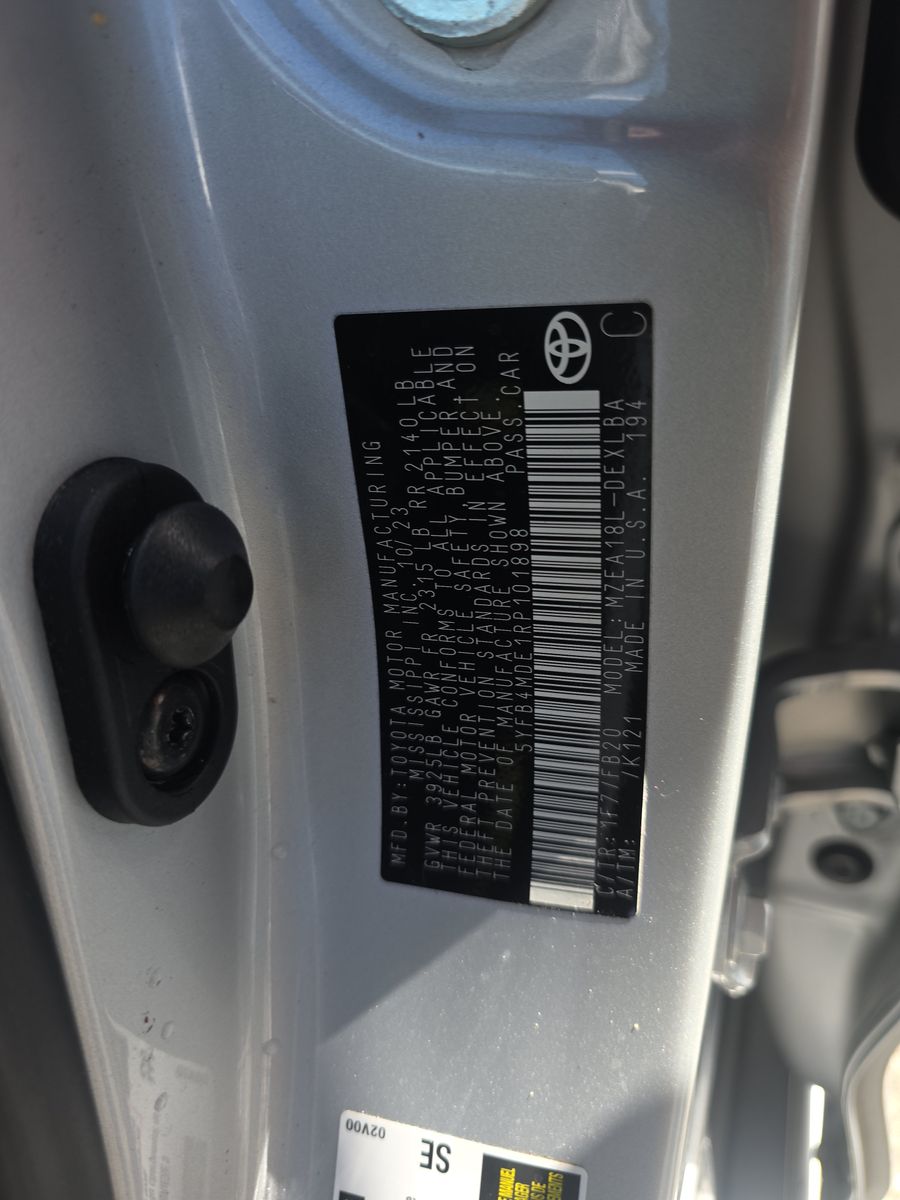 MFD.BY:TOYOTA MOTOR MANUFACTURING
MISSISSIPPI INC.10/23
GVWR 3925LB GAWR FR 2315 LB RR 2140LB
THIS VEHICLE CONFORMS TO ALL APPLICABLE
FEDERAL MOTOR VEHICLE SAFETY BUMPER,AND
THEFT PREVENTION STANDARDS IN EFFECT ON
THE DATE OF MANUFACTURE SHOWN ABOVE.
5YFB4MDE1RP101898 PASS.CAR
C/TR:1F7/FB20 MODEL:MZEA18L-DEXLBA
A/TM: /K121 MADE IN U.S.A. 194
C
02V00
SE